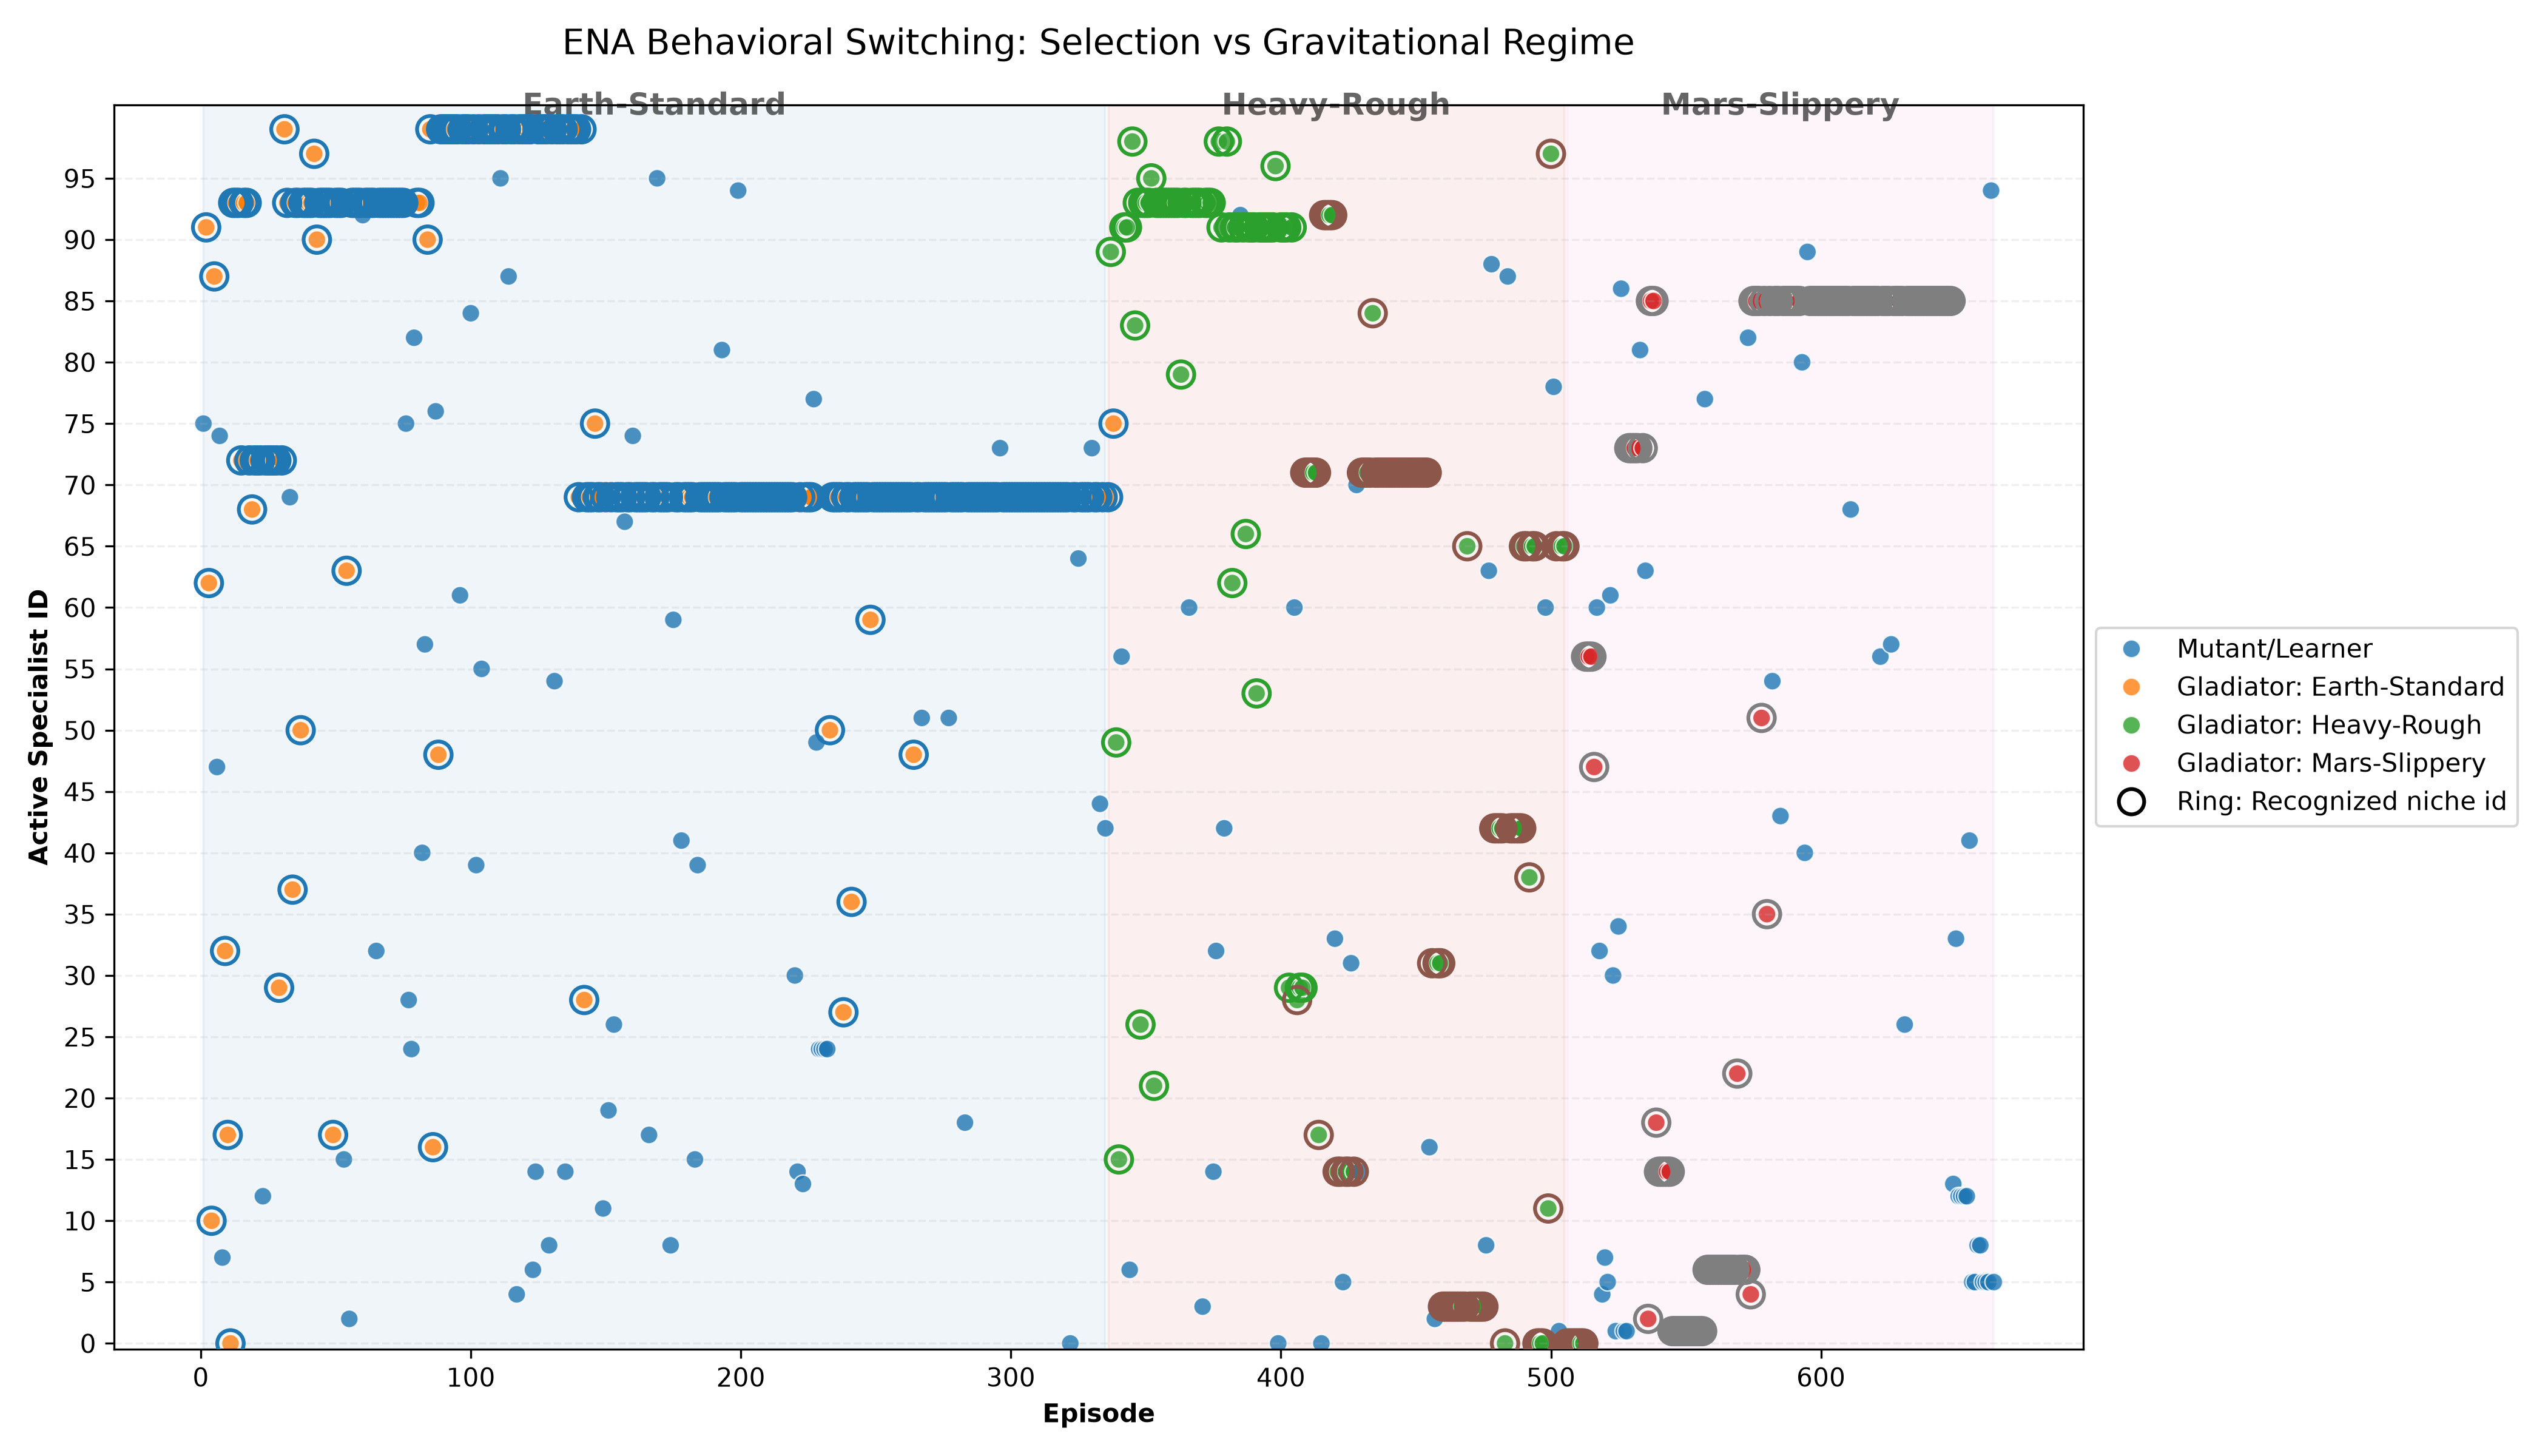 ENA Behavioral Switching: Selection vs Gravitational Regime
Earth-Standard
Heavy-Rough
Mars-Slippery
Active Specialist ID
95
90
85
80
75
70
65
60
55
50
45
40
35
30
25
20
15
10
5
0
0
100
200
300
400
500
600
Episode
Mutant/Learner
Gladiator: Earth-Standard
Gladiator: Heavy-Rough
Gladiator: Mars-Slippery
Ring: Recognized niche id